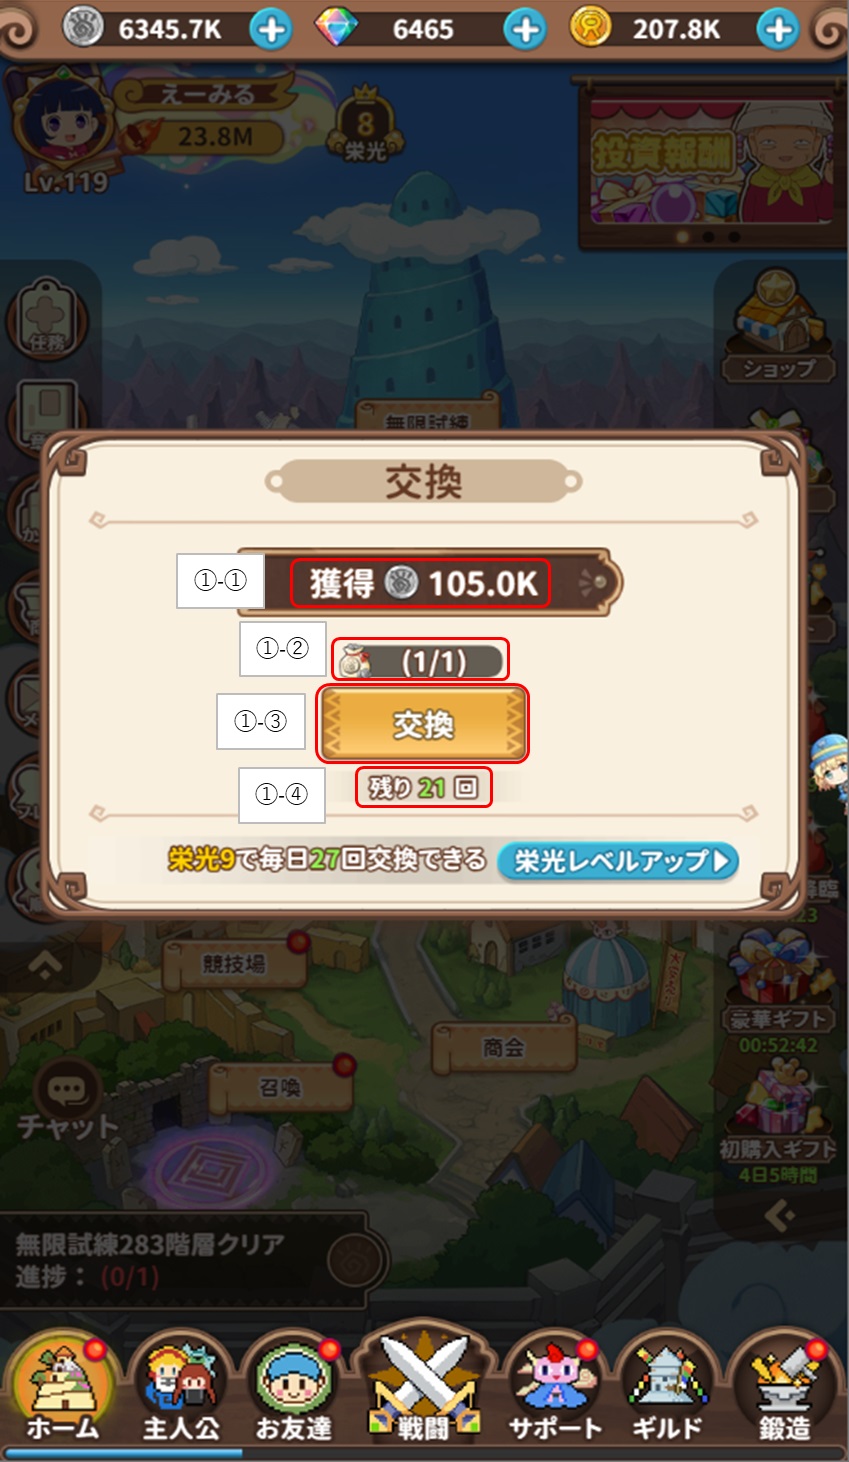 6345.7K
6465
207.8K
えーみる
23.8M
Lv.119
8
栄光
投資報酬
任務
ショップ
無限試練
交換
①-①
獲得 105.0K
①-②
(1/1)
①-③
交換
①-④
残り 21 回
栄光9で毎日27回交換できる
栄光レベルアップ
降臨
23
競技場
豪華ギフト
00:52:42
商会
召喚
チャット
初購入ギフト
4日5時間
無限試練283階層クリア
進捗：(0/1)
ホーム
主人公
お友達
戦闘
サポート
ギルド
鍛造